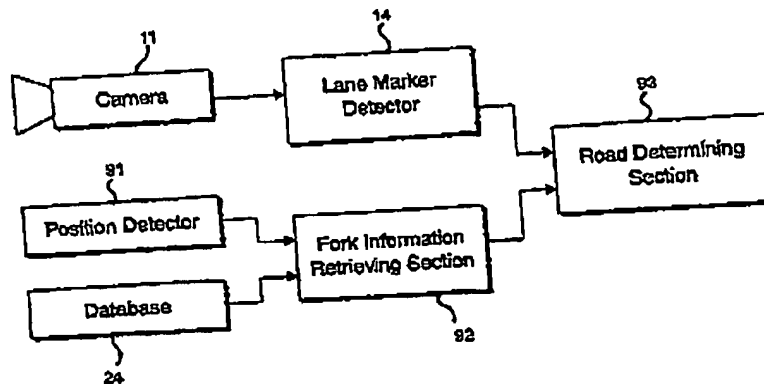 11
Camera
14
Lane Marker
Detector
93
Road Determining
Section
91
Position Detector
Fork Information
Retrieving Section
92
Database
24